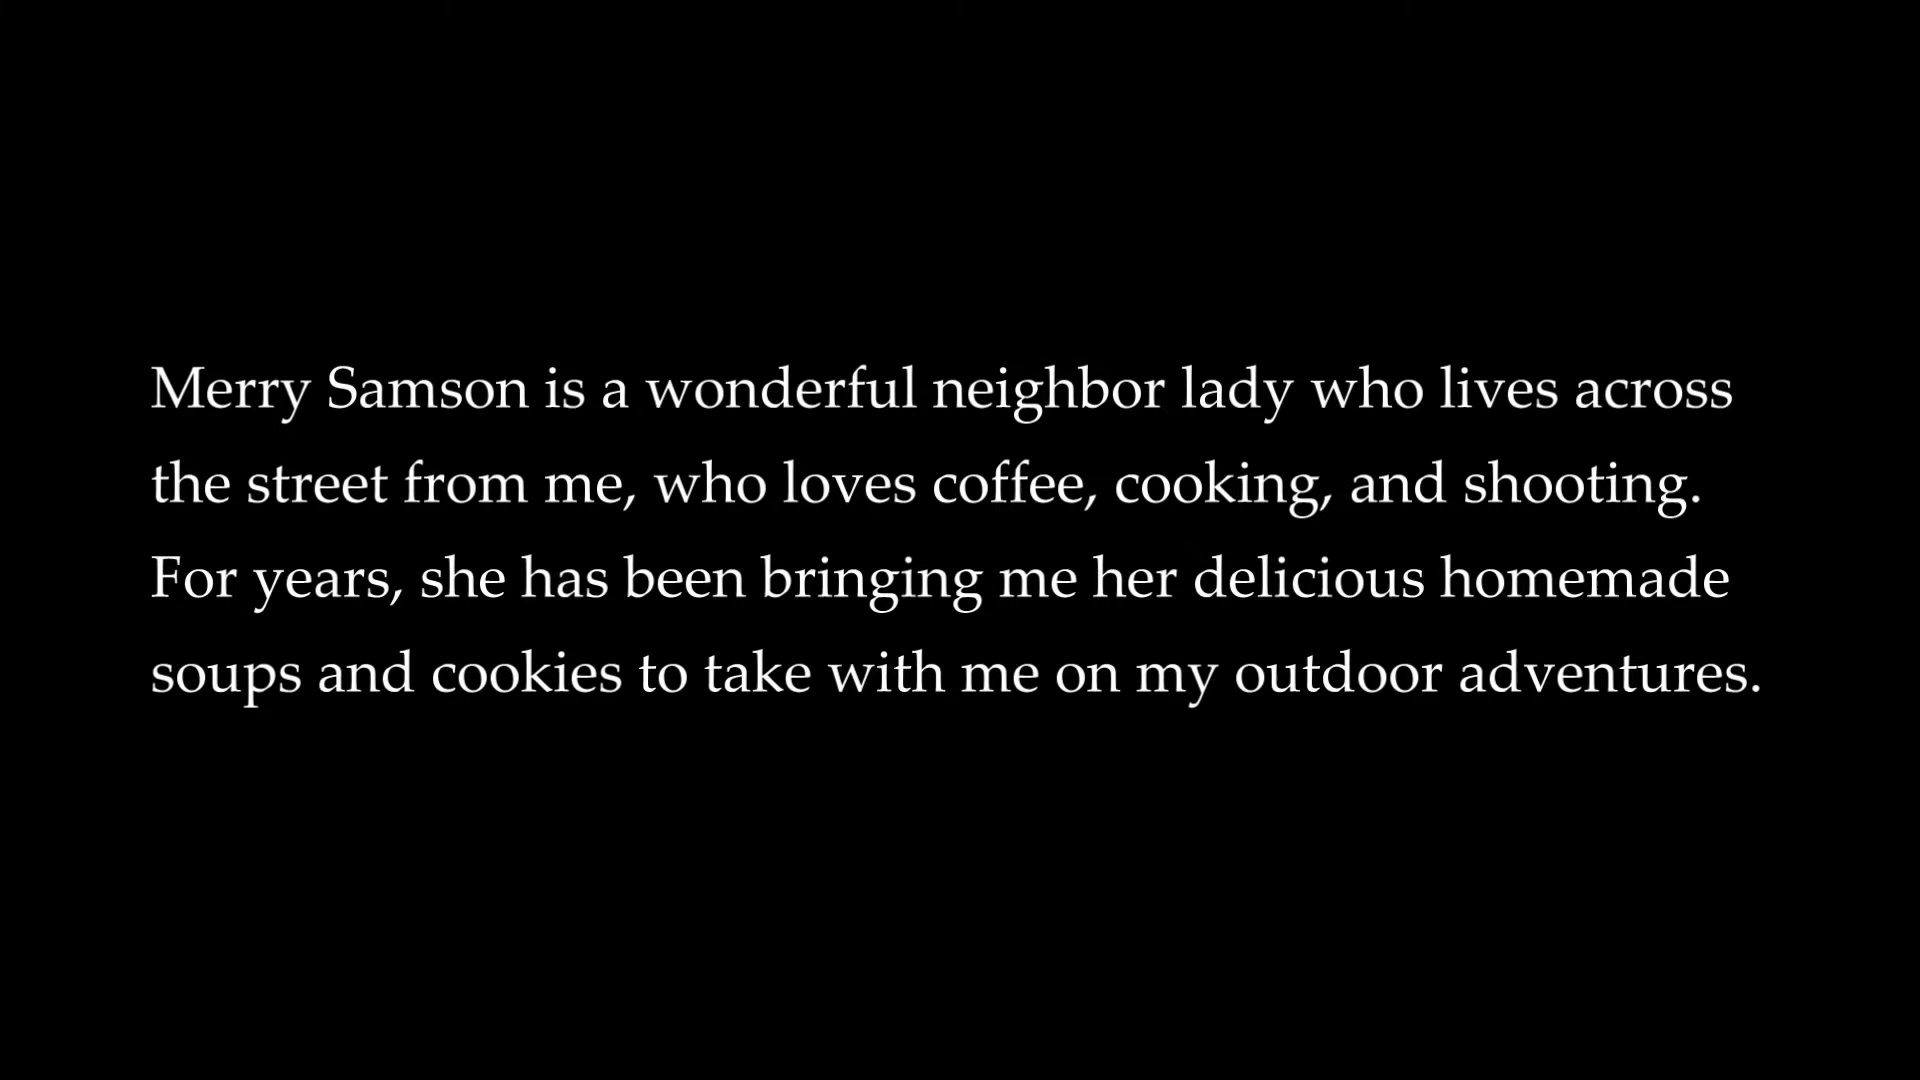 Merry Samson is a wonderful neighbor lady who lives across
the street from me, who loves coffee, cooking, and shooting.
For years, she has been bringing me her delicious homemade
soups and cookies to take with me on my outdoor adventures.